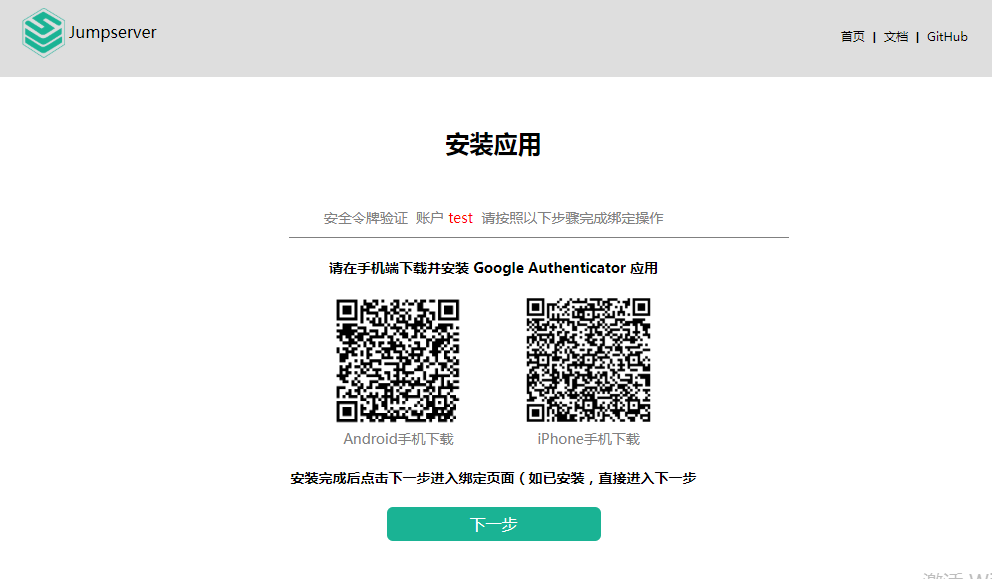 Jumpserver
首页 | 文档 | GitHub
安装应用
安全令牌验证 账户 test 请按照以下步骤完成绑定操作
请在手机端下载并安装 Google Authenticator 应用
Android手机下载 iPhone手机下载
安装完成后点击下一步进入绑定页面（如已安装，直接进入下一步
下一步
激活